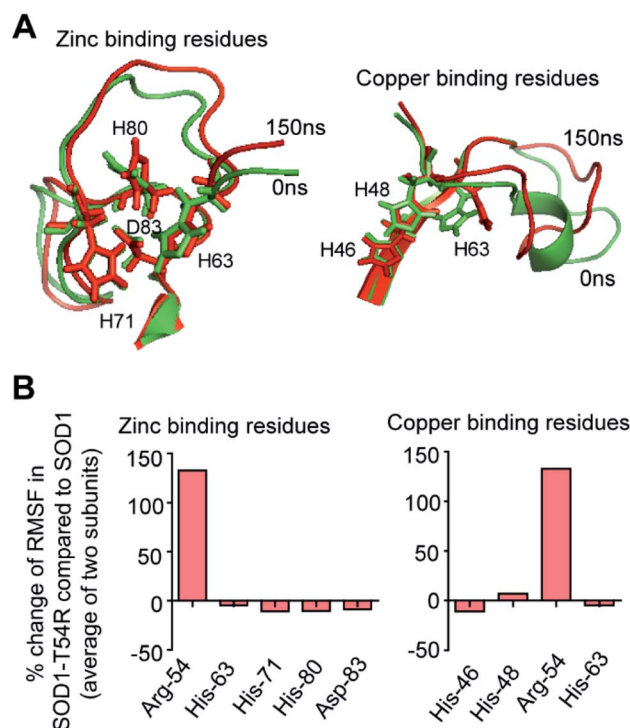 A
Zinc binding residues
H80
150ns
0ns
D83
H63
H71
Copper binding residues
150ns
H48
H46
H63
0ns
B
% change of RMSF in
SOD1-T54R compared to SOD1
(average of two subunits)
Zinc binding residues
150
100
50
0
-50
Arg-54
His-63
His-71
His-80
Asp-83
Copper binding residues
150
100
50
0
-50
His-46
His-48
Arg-54
His-63